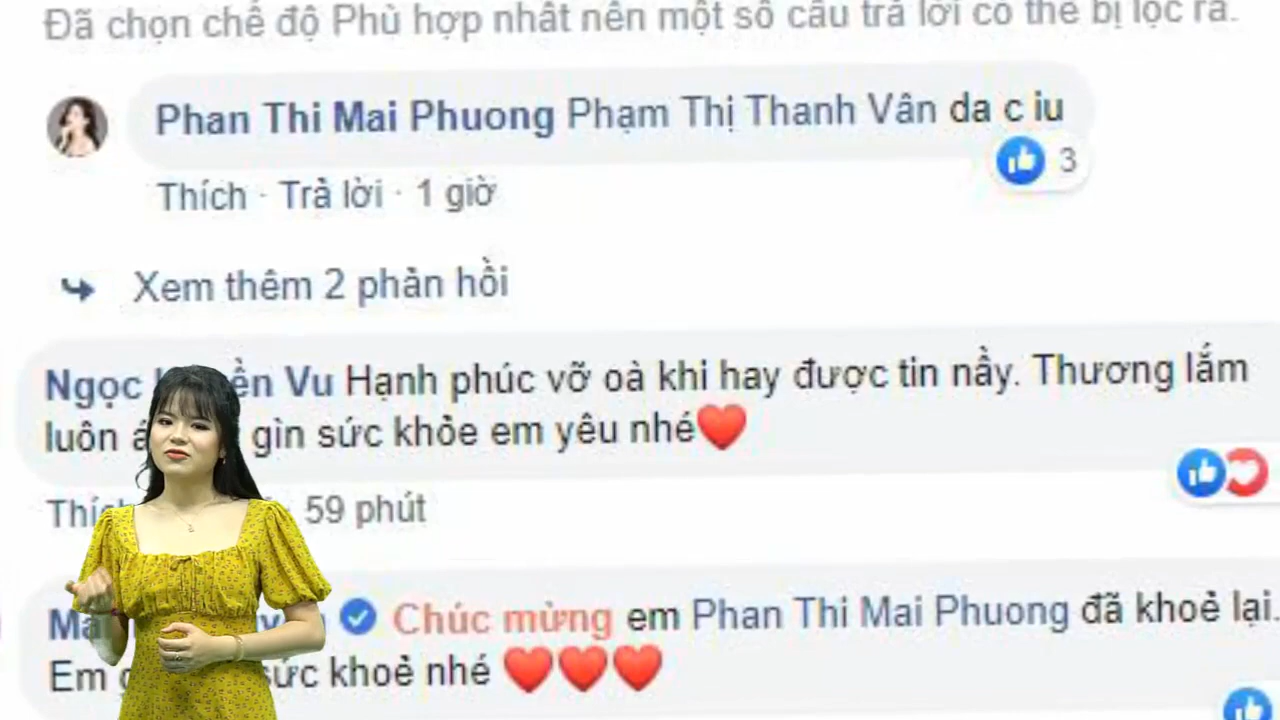 Đã chọn chế độ Phù hợp nhất nên một số câu trả lời có thể bị lọc ra.
Phan Thi Mai Phuong Phạm Thị Thanh Vân da c iu
3
Thích · Trả lời · 1 giờ
Xem thêm 2 phản hồi
Ngọc Vu Hạnh phúc vỡ oà khi hay được tin nầy. Thương lắm
luôn gìn sức khỏe em yêu nhé❤️
59 phút
Chúc mừng em Phan Thi Mai Phuong đã khoẻ lại.
Em sức khoẻ nhé ❤️❤️❤️